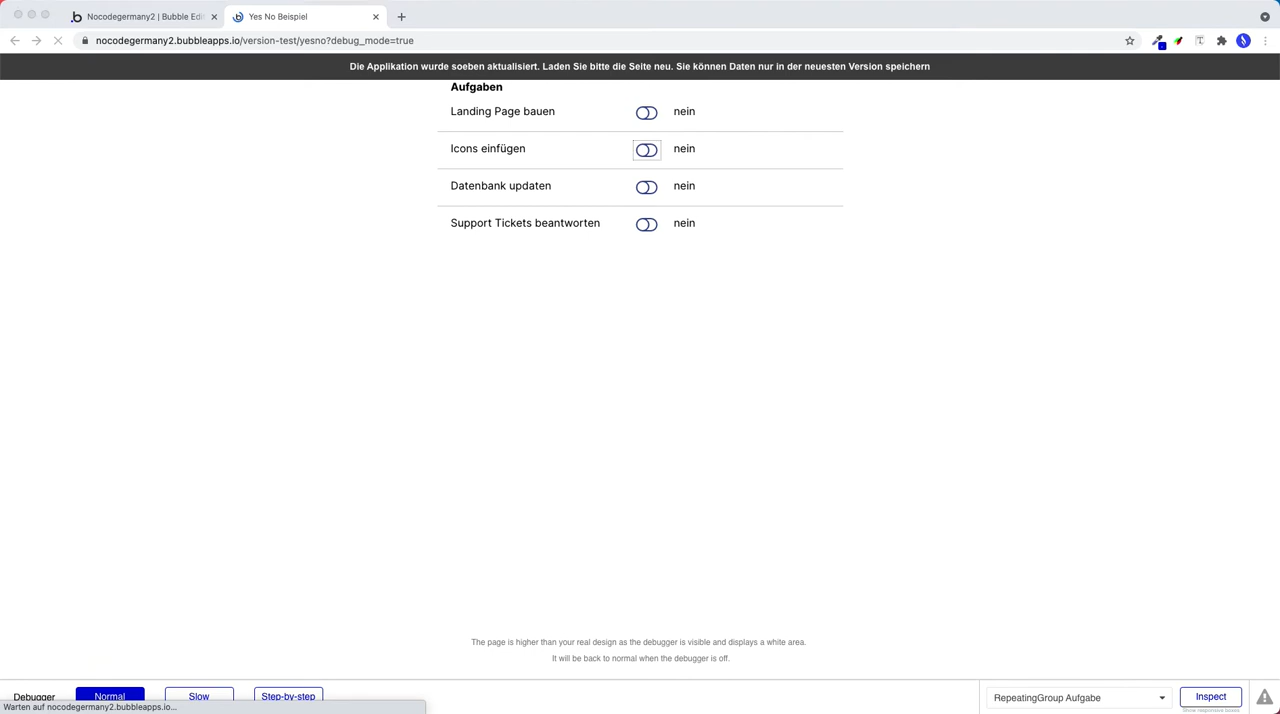 Nocodegermany2 | Bubble Edi
Yes No Beispiel
nocodegermany2.bubbleapps.io/version-test/yesno?debug_mode=true
Die Applikation wurde soeben aktualisiert. Laden Sie bitte die Seite neu. Sie können Daten nur in der neuesten Version speichern
Aufgaben
Landing Page bauen nein
Icons einfügen nein
Datenbank updaten nein
Support Tickets beantworten nein
The page is higher than your real design as the debugger is visible and displays a white area.
It will be back to normal when the debugger is off.
Debugger Normal Slow Step-by-step RepeatingGroup Aufgabe Inspect
Show responsive boxes
Warten auf nocodegermany2.bubbleapps.io...